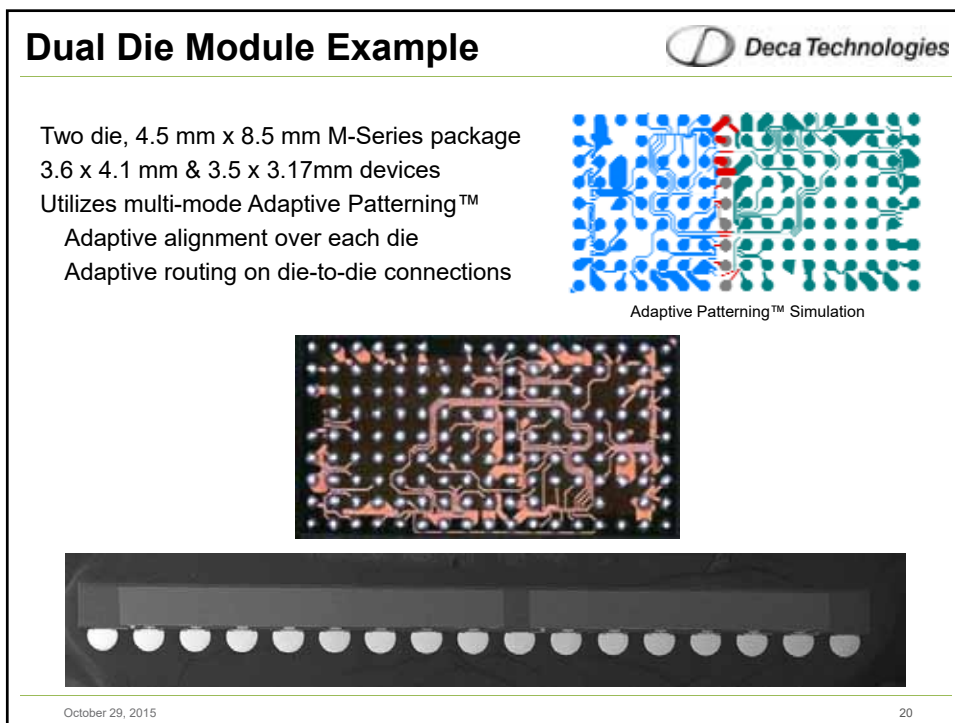 Dual Die Module Example
Deca Technologies
Two die, 4.5 mm x 8.5 mm M-Series package
3.6 x 4.1 mm & 3.5 x 3.17mm devices
Utilizes multi-mode Adaptive Patterning™
Adaptive alignment over each die
Adaptive routing on die-to-die connections
Adaptive Patterning™ Simulation
October 29, 2015
20